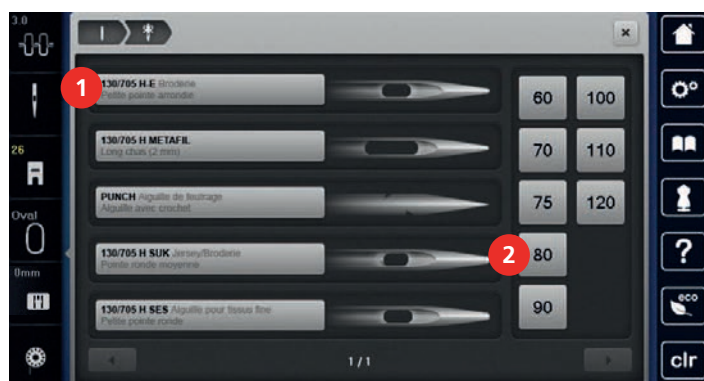 3.0
26
Oval
0mm
1
130/705 H-E Broderie
Petite pointe arrondie
130/705 H METAFIL
Long chas (2 mm)
PUNCH Aiguille de feutrage
Aiguille avec crochet
130/705 H SUK Jersey/Broderie
Pointe ronde moyenne
130/705 H SES Aiguille pour tissus fine
Petite pointe ronde
1/1
60 100
70 110
75 120
2
80
90
?
eco
clr